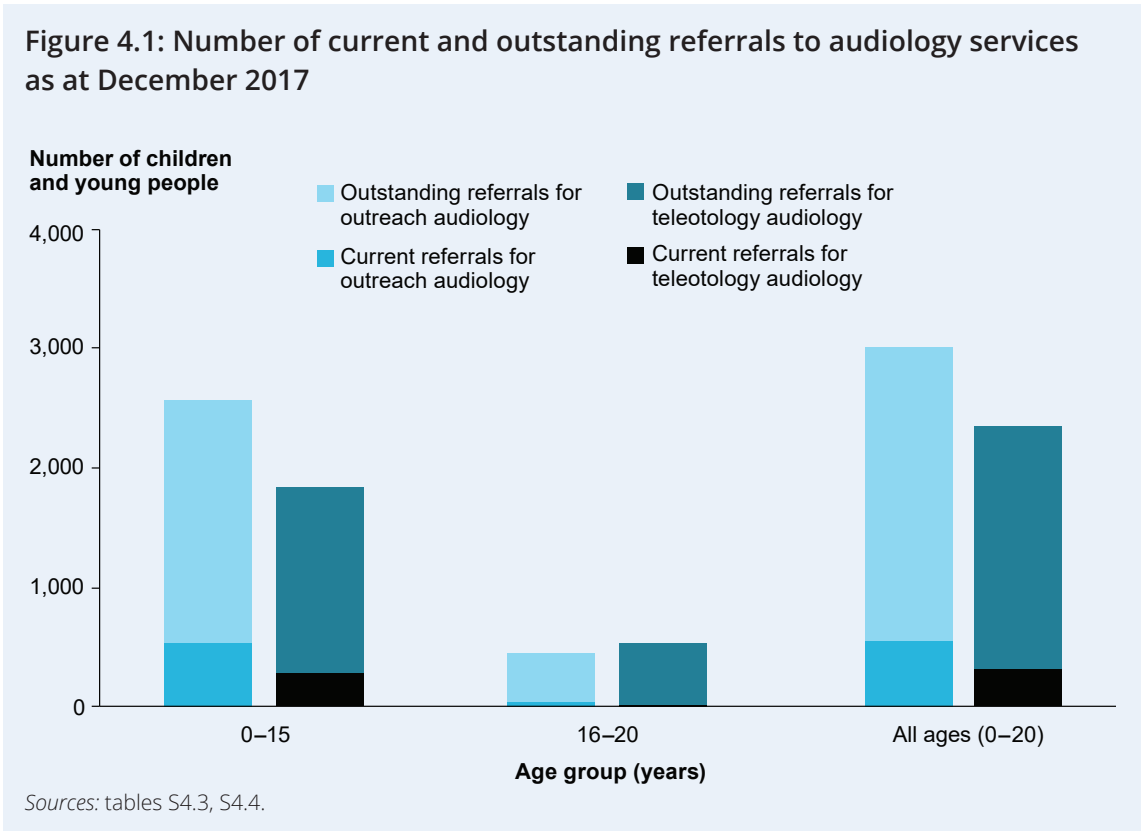 Figure 4.1: Number of current and outstanding referrals to audiology services
as at December 2017
Number of children
and young people
Outstanding referrals for
outreach audiology
Outstanding referrals for
teleotology audiology
Current referrals for
outreach audiology
Current referrals for
teleotology audiology
4,000
3,000
2,000
1,000
0
0–15
16–20
All ages (0–20)
Age group (years)
Sources: tables S4.3, S4.4.